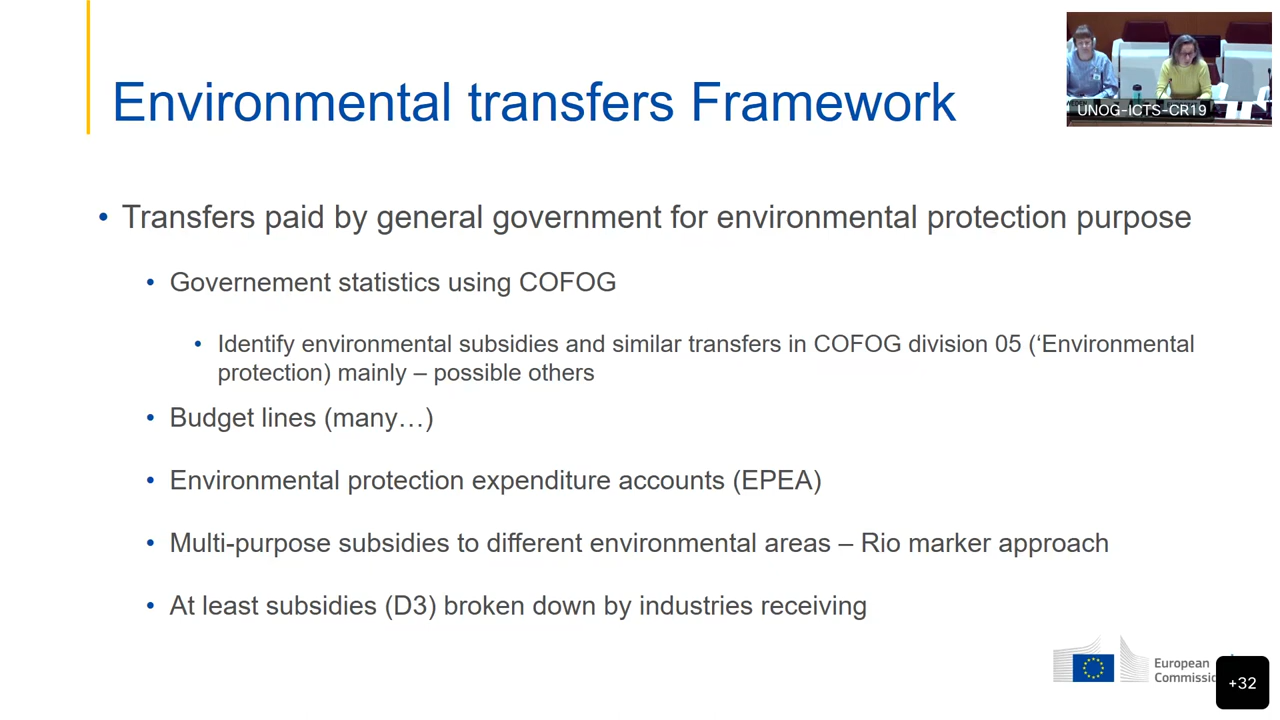 Environmental transfers Framework
UNOG-ICTS-CR19
• Transfers paid by general government for environmental protection purpose
• Governement statistics using COFOG
• Identify environmental subsidies and similar transfers in COFOG division 05 (‘Environmental
protection) mainly – possible others
• Budget lines (many…)
• Environmental protection expenditure accounts (EPEA)
• Multi-purpose subsidies to different environmental areas – Rio marker approach
• At least subsidies (D3) broken down by industries receiving
European
Commissi
+32